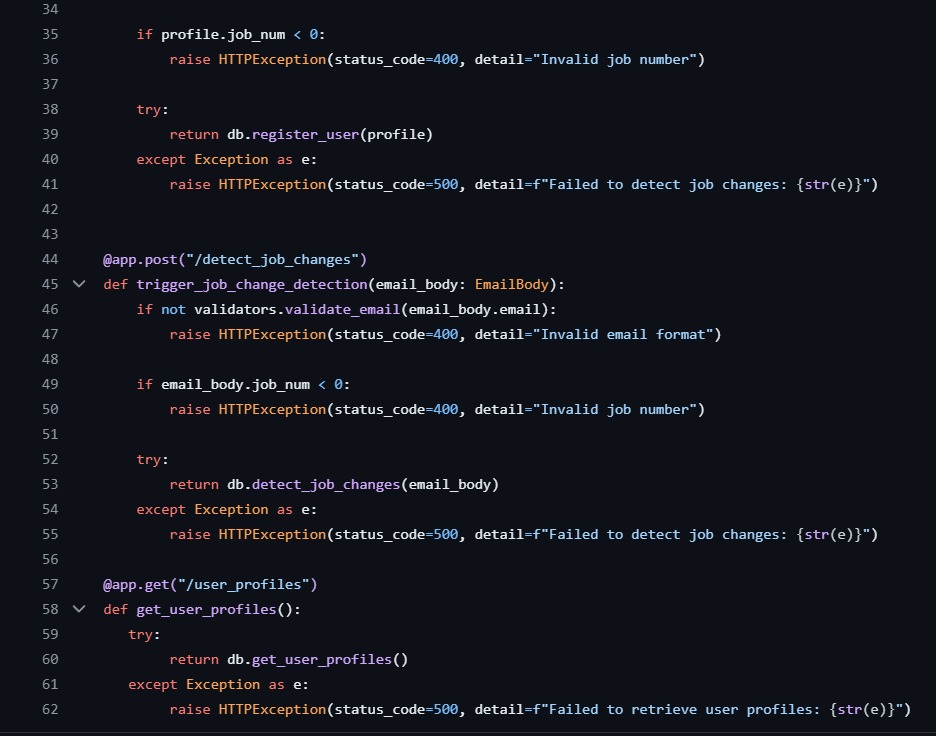 34
35 if profile.job_num < 0:
36 raise HTTPException(status_code=400, detail="Invalid job number")
37
38 try:
39 return db.register_user(profile)
40 except Exception as e:
41 raise HTTPException(status_code=500, detail=f"Failed to detect job changes: {str(e)}")
42
43
44 @app.post("/detect_job_changes")
45 def trigger_job_change_detection(email_body: EmailBody):
46 if not validators.validate_email(email_body.email):
47 raise HTTPException(status_code=400, detail="Invalid email format")
48
49 if email_body.job_num < 0:
50 raise HTTPException(status_code=400, detail="Invalid job number")
51
52 try:
53 return db.detect_job_changes(email_body)
54 except Exception as e:
55 raise HTTPException(status_code=500, detail=f"Failed to detect job changes: {str(e)}")
56
57 @app.get("/user_profiles")
58 def get_user_profiles():
59 try:
60 return db.get_user_profiles()
61 except Exception as e:
62 raise HTTPException(status_code=500, detail=f"Failed to retrieve user profiles: {str(e)}")